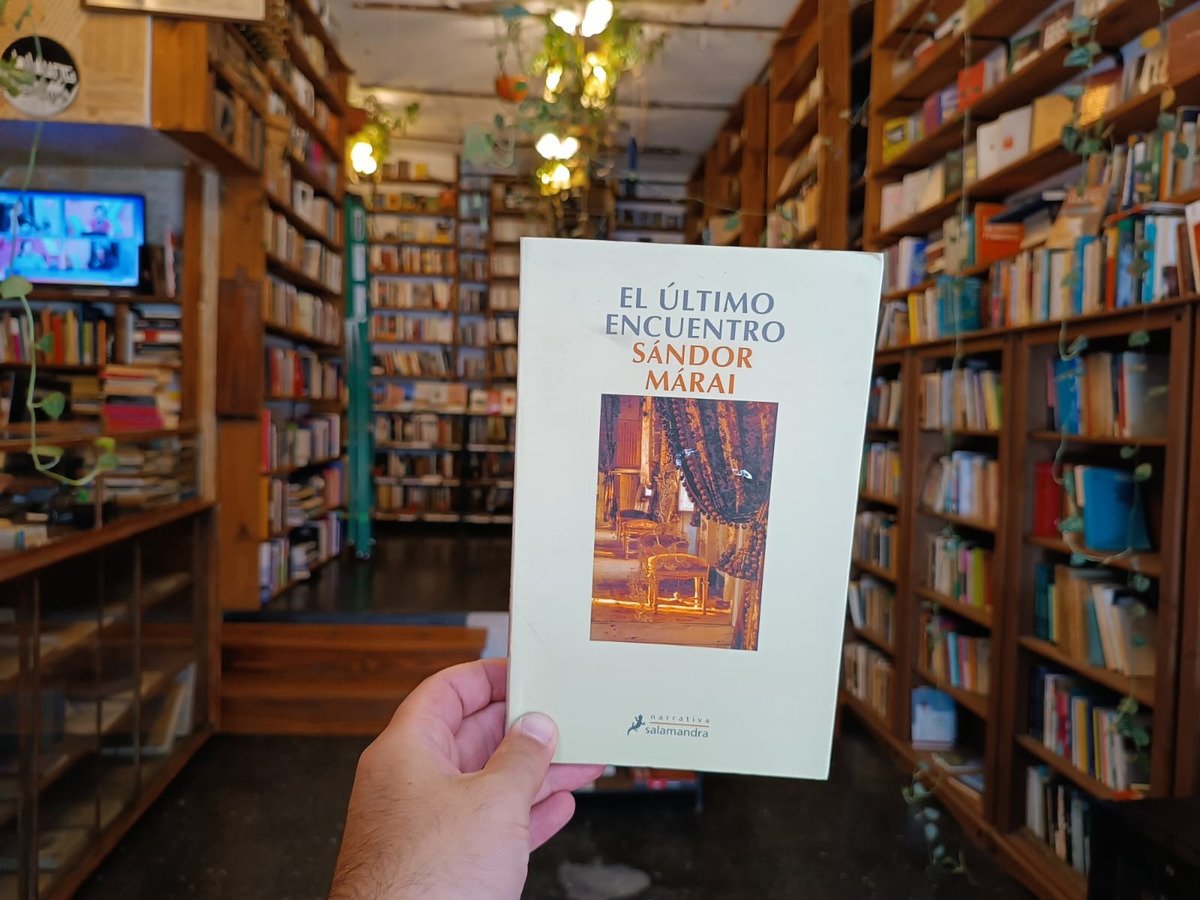 EL ÚLTIMO
ENCUENTRO
SÁNDOR
MÁRAI
narrativa
salamandra